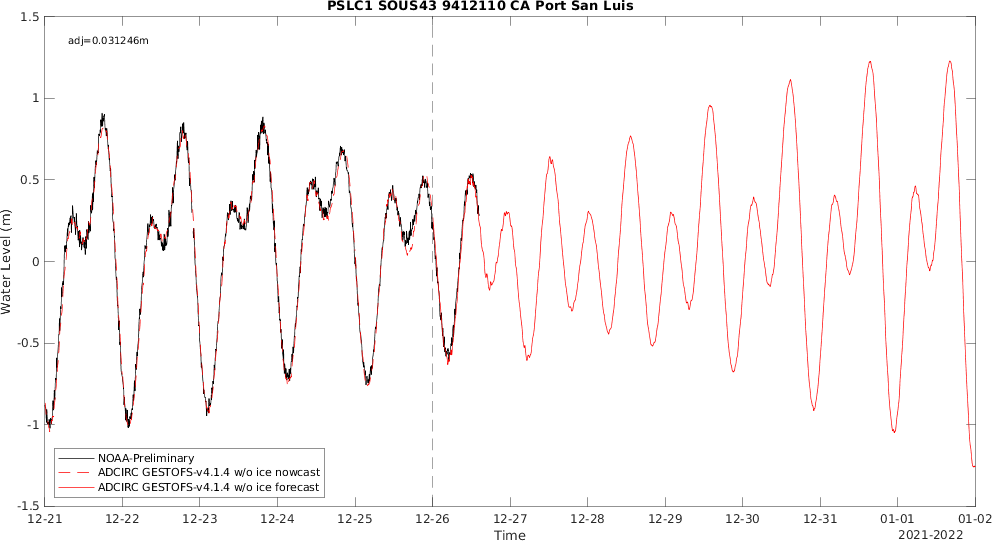 PSLC1 SOUS43 9412110 CA Port San Luis
adj=0.031246m
Water Level (m)
1.5
1
0.5
0
-0.5
-1
-1.5
NOAA-Preliminary
ADCIRC GESTOFS-v4.1.4 w/o ice nowcast
ADCIRC GESTOFS-v4.1.4 w/o ice forecast
12-21 12-22 12-23 12-24 12-25 12-26 12-27 12-28 12-29 12-30 12-31 01-01 01-02
Time
2021-2022